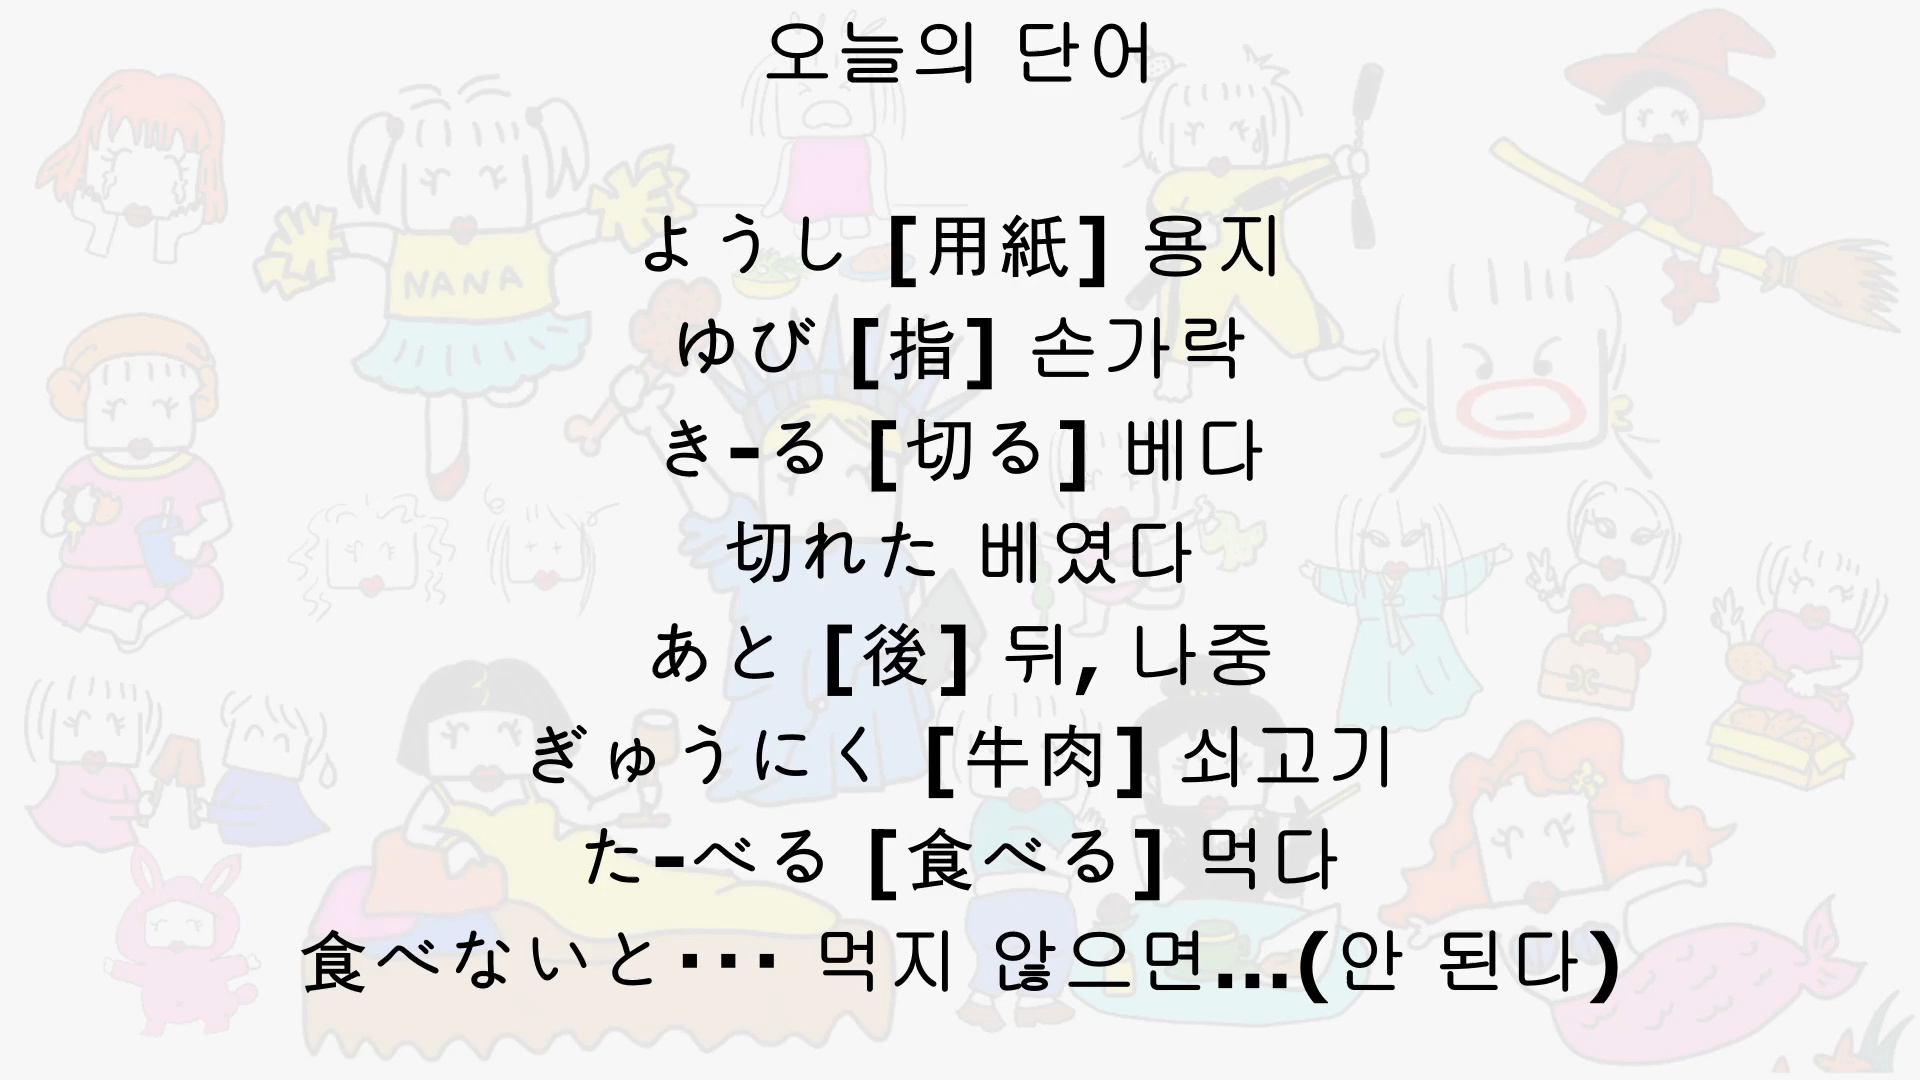 오늘의 단어
NANA
ようし [用紙] 용지
ゆび [指] 손가락
き-る [切る] 베다
切れた 베였다
あと [後] 뒤, 나중
ぎゅうにく [牛肉] 쇠고기
た-べる [食べる] 먹다
食べないと··· 먹지 않으면...(안 된다)